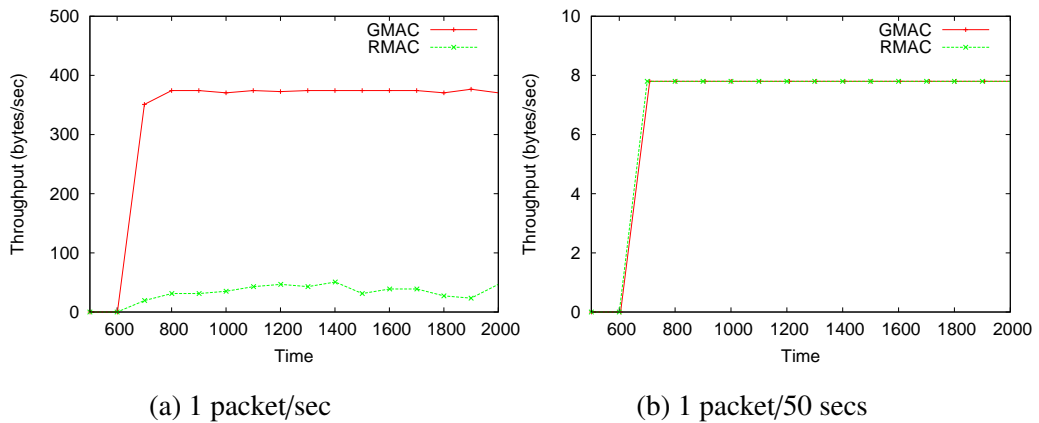 500
400
300
200
100
0
Throughput (bytes/sec)
GMAC
RMAC
600 800 1000 1200 1400 1600 1800 2000
Time
(a) 1 packet/sec
10
8
6
4
2
0
Throughput (bytes/sec)
GMAC
RMAC
600 800 1000 1200 1400 1600 1800 2000
Time
(b) 1 packet/50 secs